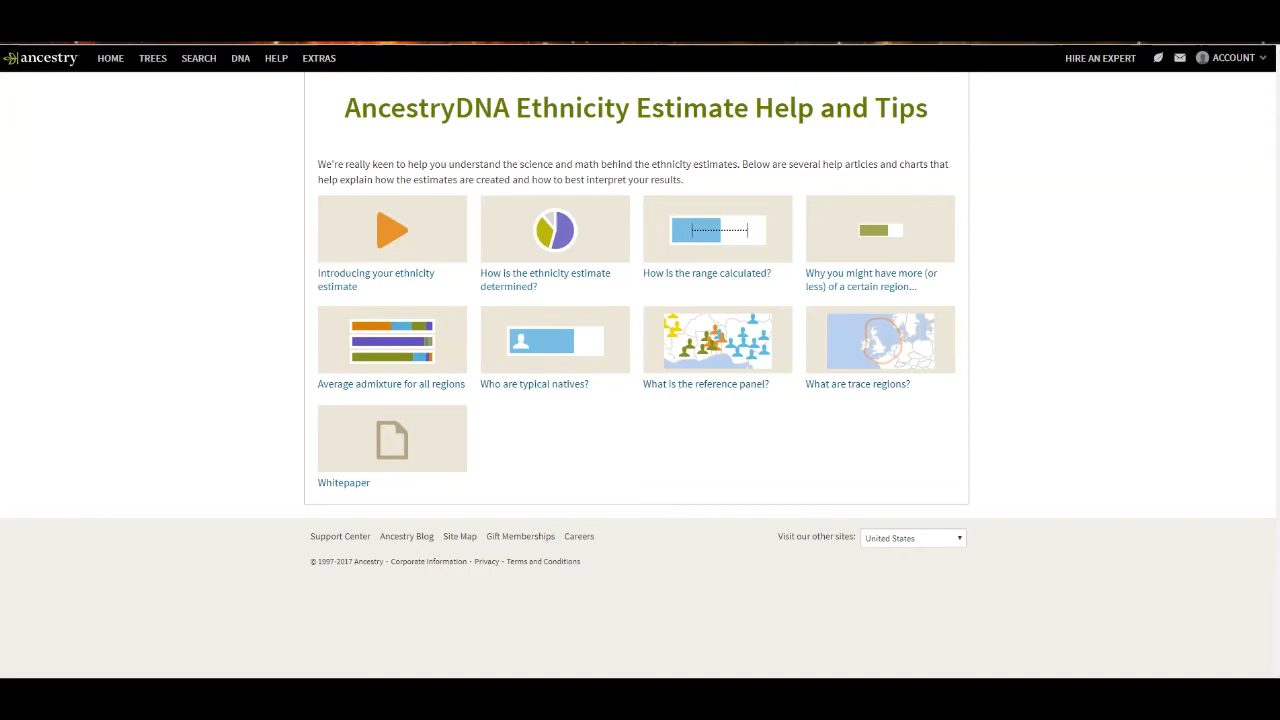 ancestry HOME TREES SEARCH DNA HELP EXTRAS HIRE AN EXPERT ACCOUNT
AncestryDNA Ethnicity Estimate Help and Tips
We're really keen to help you understand the science and math behind the ethnicity estimates. Below are several help articles and charts that
help explain how the estimates are created and how to best interpret your results.
Introducing your ethnicity
estimate
How is the ethnicity estimate
determined?
How is the range calculated?
Why you might have more (or
less) of a certain region...
Average admixture for all regions
Who are typical natives?
What is the reference panel?
What are trace regions?
Whitepaper
Support Center Ancestry Blog Site Map Gift Memberships Careers
Visit our other sites: United States
© 1997-2017 Ancestry - Corporate Information - Privacy - Terms and Conditions